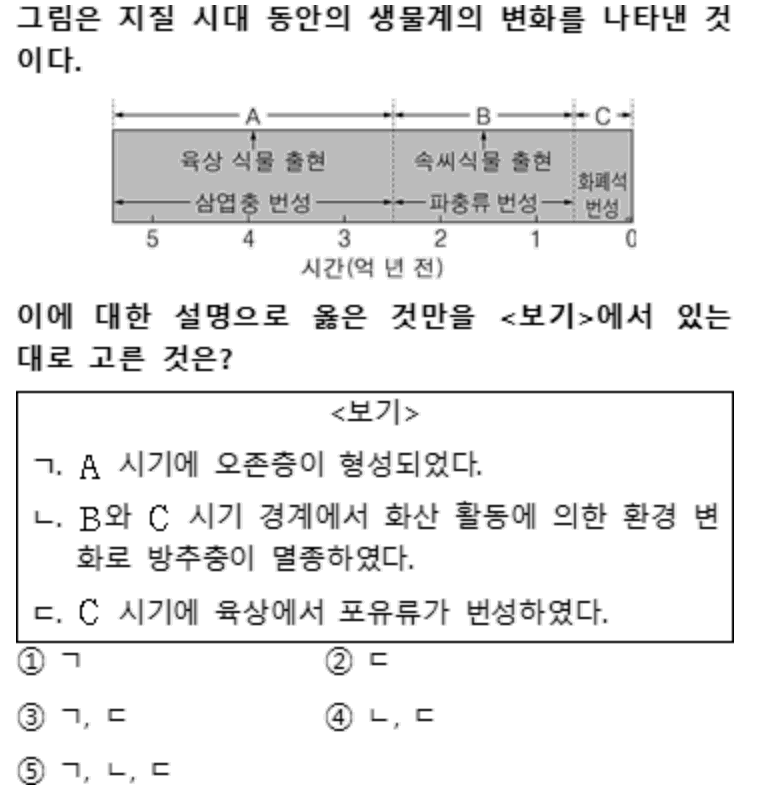 그림은 지질 시대 동안의 생물계의 변화를 나타낸 것
이다.
A B C
육상 식물 출현 속씨식물 출현
삼엽충 번성 파충류 번성 화폐석
번성
5 4 3 2 1 0
시간(억 년 전)
이에 대한 설명으로 옳은 것만을 <보기>에서 있는
대로 고른 것은?
<보기>
ㄱ. A 시기에 오존층이 형성되었다.
ㄴ. B와 C 시기 경계에서 화산 활동에 의한 환경 변
화로 방추충이 멸종하였다.
ㄷ. C 시기에 육상에서 포유류가 번성하였다.
① ㄱ ② ㄷ
③ ㄱ, ㄷ ④ ㄴ, ㄷ
⑤ ㄱ, ㄴ, ㄷ